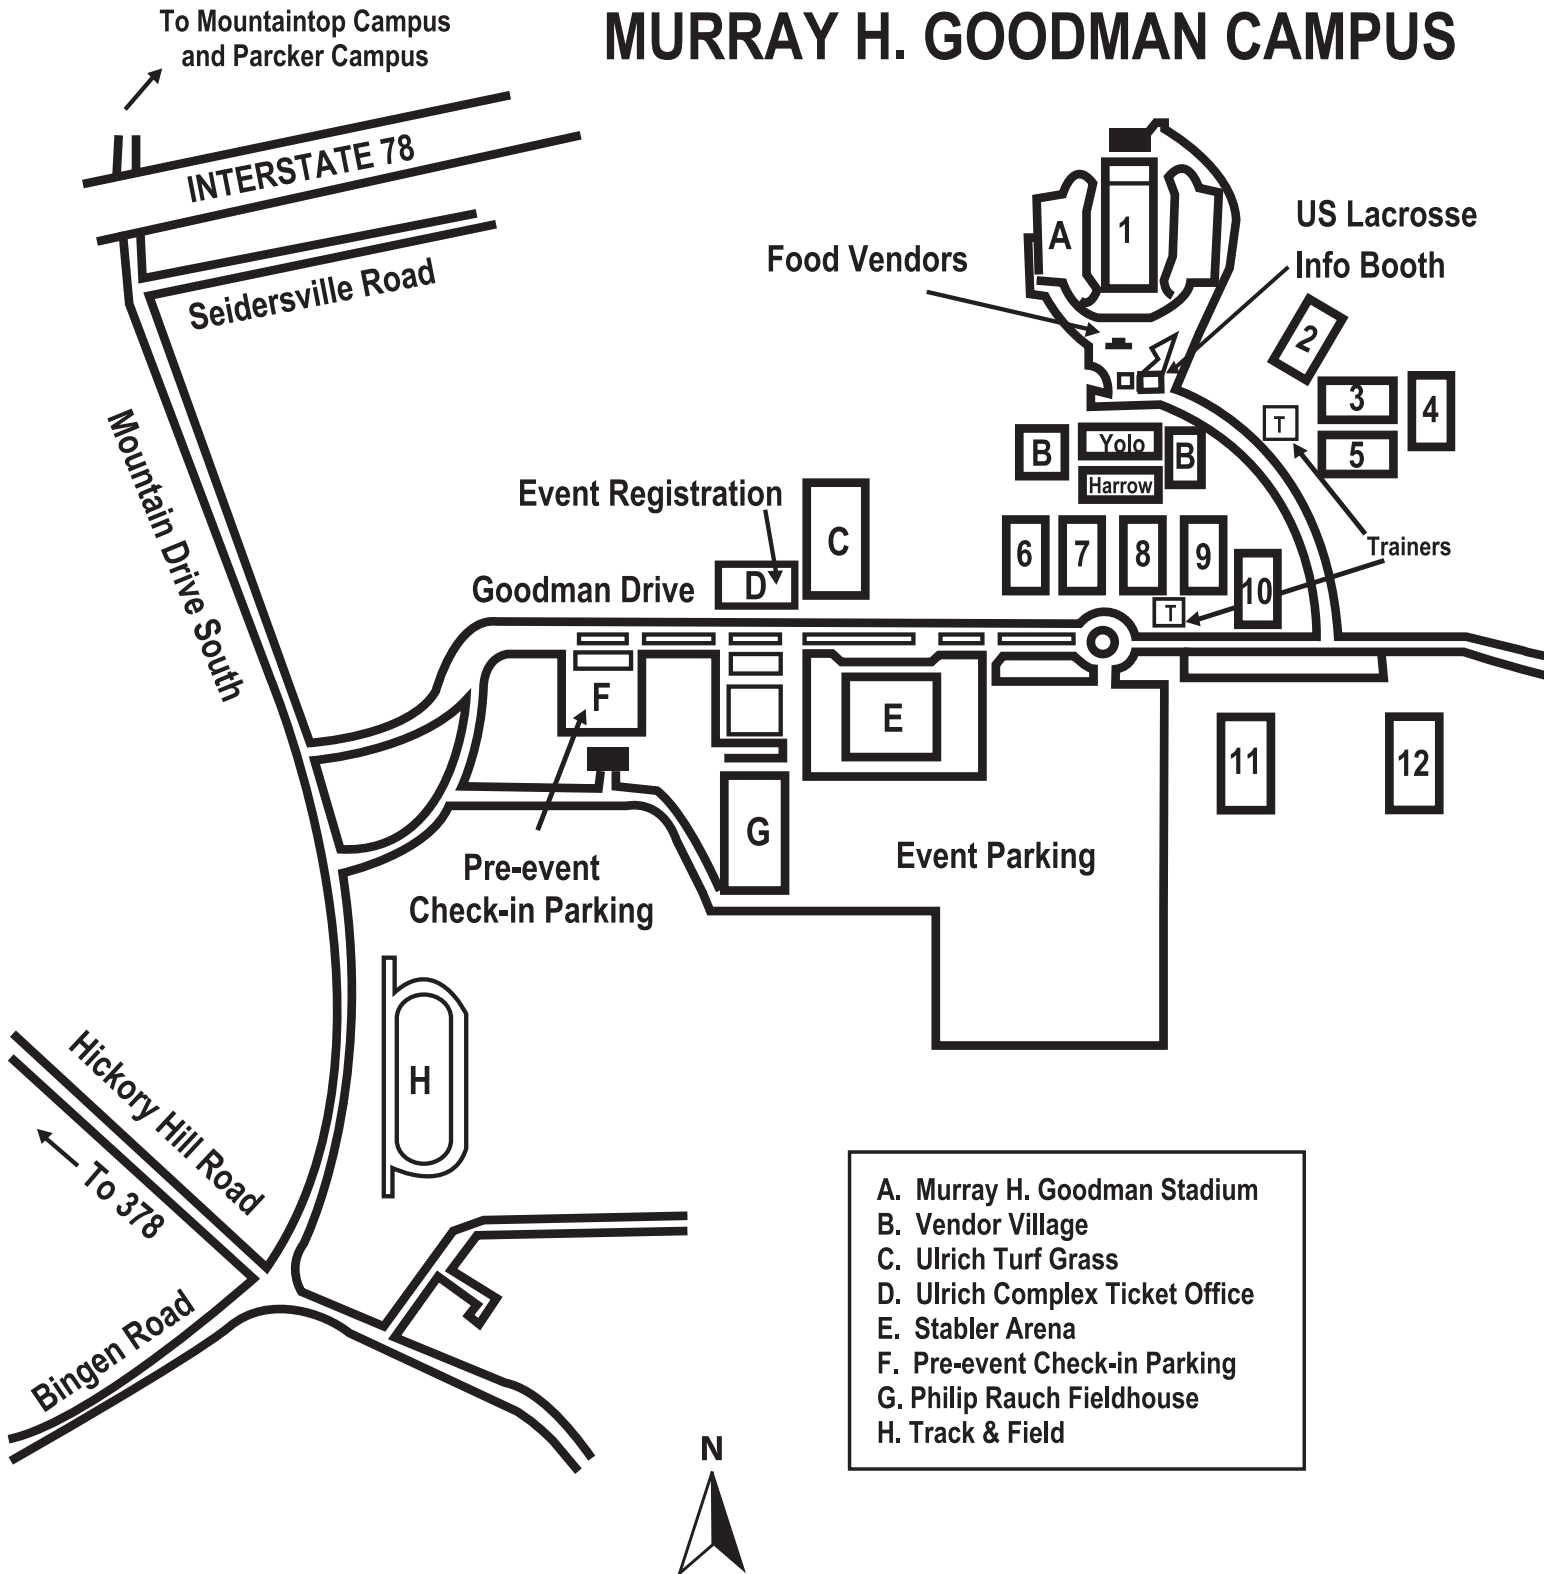 To Mountaintop Campus
and Parcker Campus
MURRAY H. GOODMAN CAMPUS
INTERSTATE 78
Seidersville Road
Mountain Drive South
A
1
US Lacrosse
Info Booth
Food Vendors
2
3
4
5
T
B
Yolo
B
Harrow
Event Registration
C
6
7
8
9
10
Trainers
T
Goodman Drive
D
F
E
11
12
G
Pre-event
Check-in Parking
Event Parking
H
Hickory Hill Road
To 378
Bingen Road
A. Murray H. Goodman Stadium
B. Vendor Village
C. Ulrich Turf Grass
D. Ulrich Complex Ticket Office
E. Stabler Arena
F. Pre-event Check-in Parking
G. Philip Rauch Fieldhouse
H. Track & Field
N